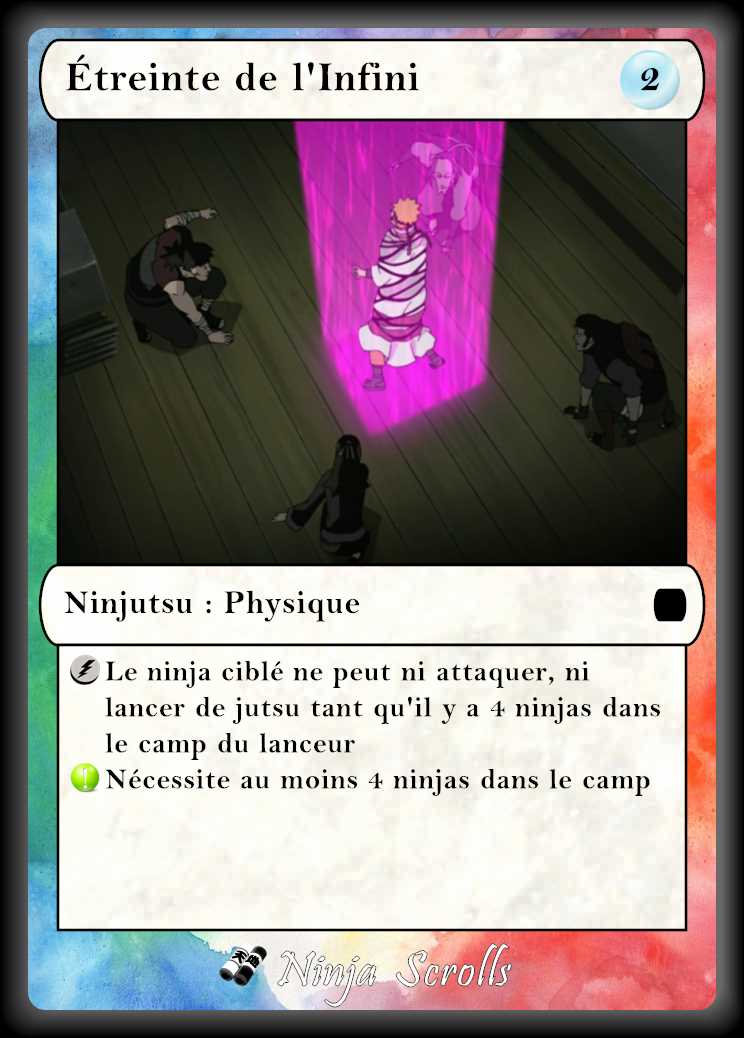 Étreinte de l'Infini
2
Ninjutsu : Physique
Le ninja ciblé ne peut ni attaquer, ni
lancer de jutsu tant qu'il y a 4 ninjas dans
le camp du lanceur
Nécessite au moins 4 ninjas dans le camp
Ninja Scrolls